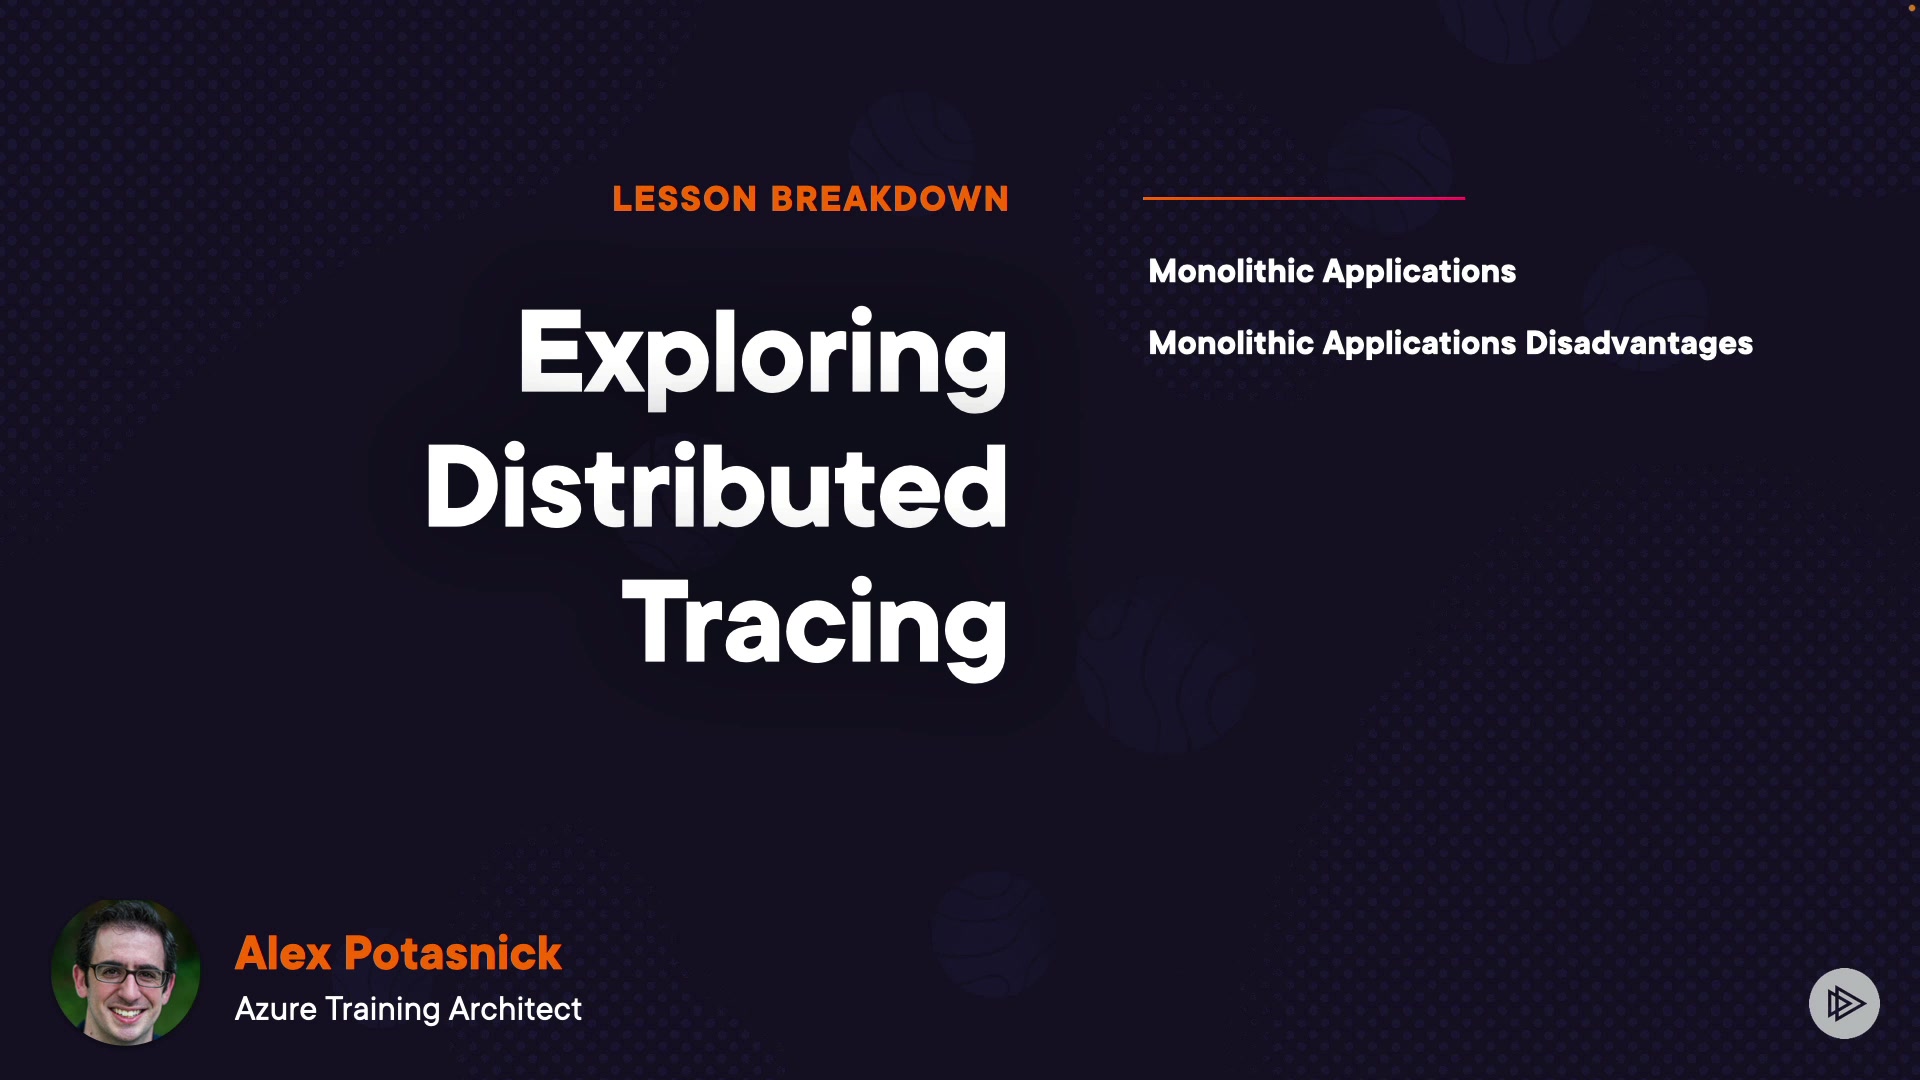 LESSON BREAKDOWN
Exploring
Distributed
Tracing
Monolithic Applications
Monolithic Applications Disadvantages
Alex Potasnick
Azure Training Architect